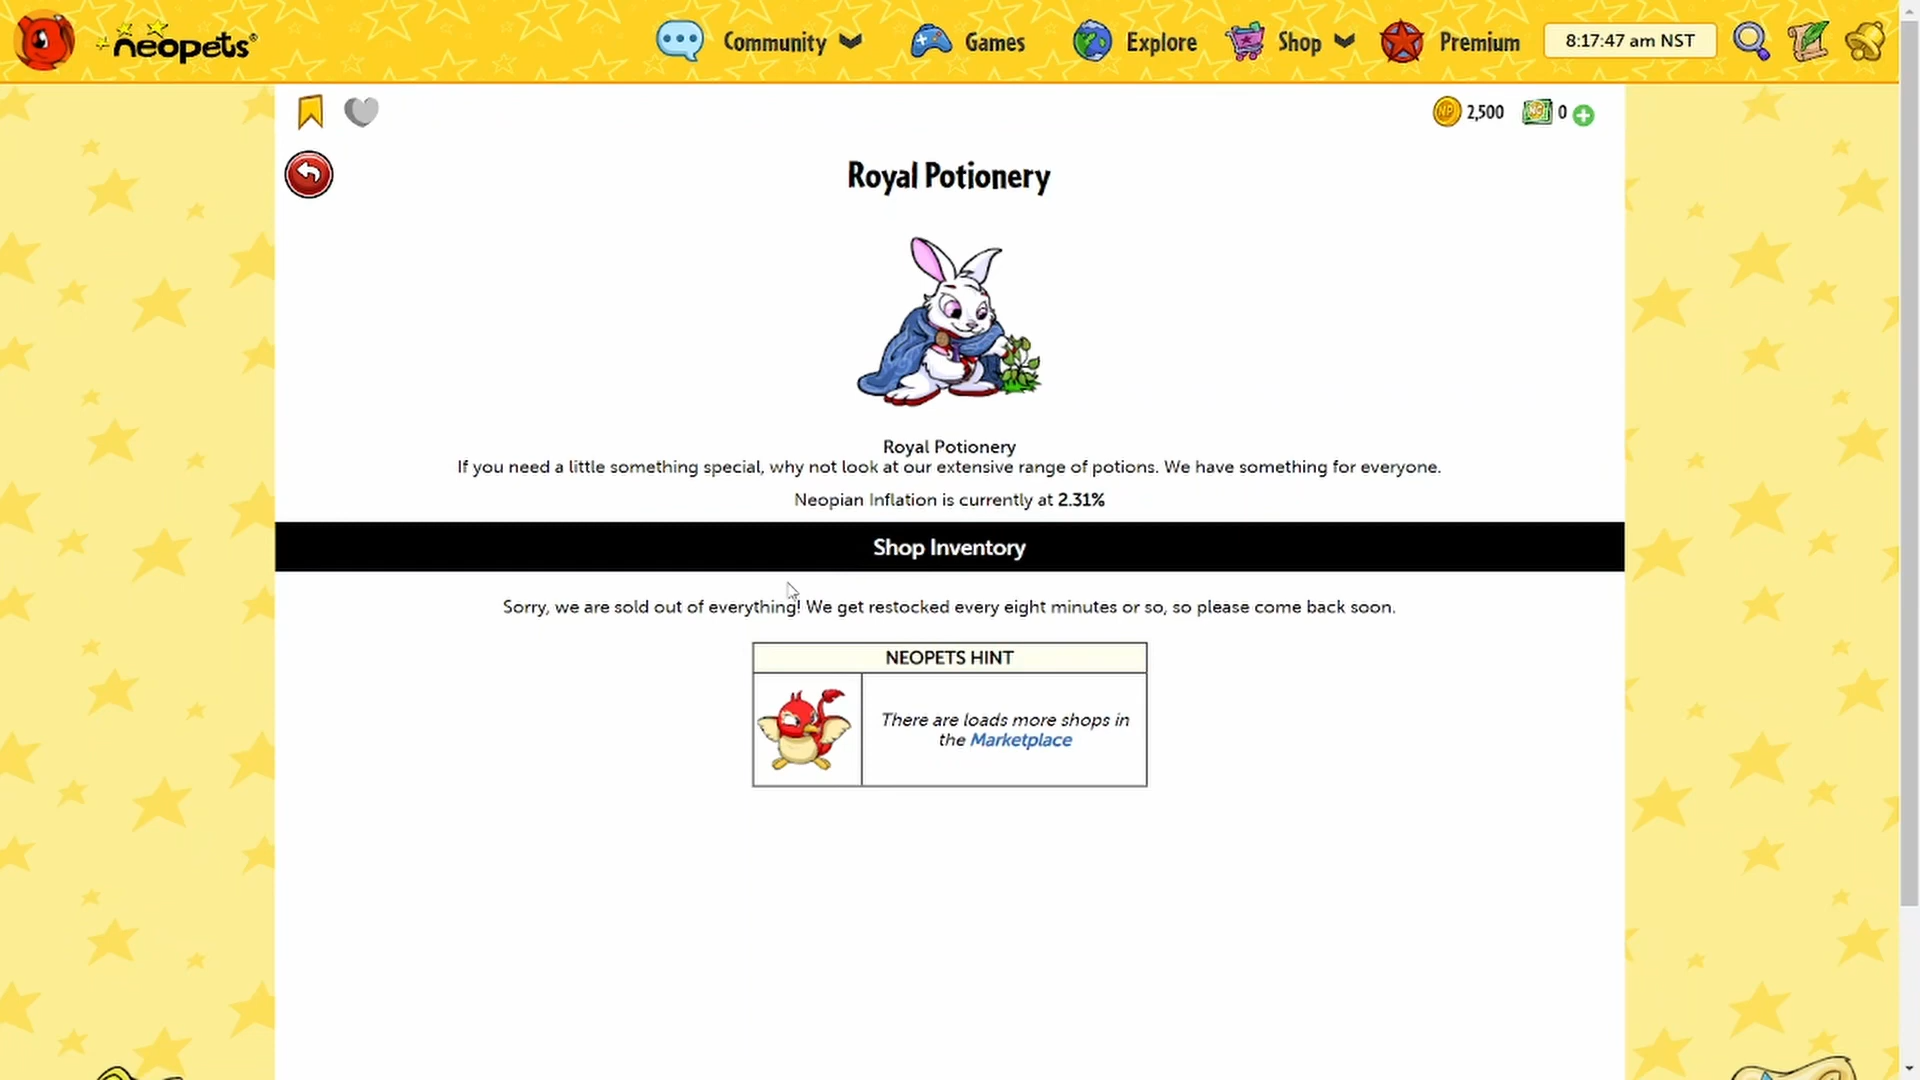 neopets
Community
Games
Explore
Shop
Premium
8:17:47 am NST
NP
2,500
0
Royal Potionery
Royal Potionery
If you need a little something special, why not look at our extensive range of potions. We have something for everyone.
Neopian Inflation is currently at 2.31%
Shop Inventory
Sorry, we are sold out of everything! We get restocked every eight minutes or so, so please come back soon.
NEOPETS HINT
There are loads more shops in
the Marketplace